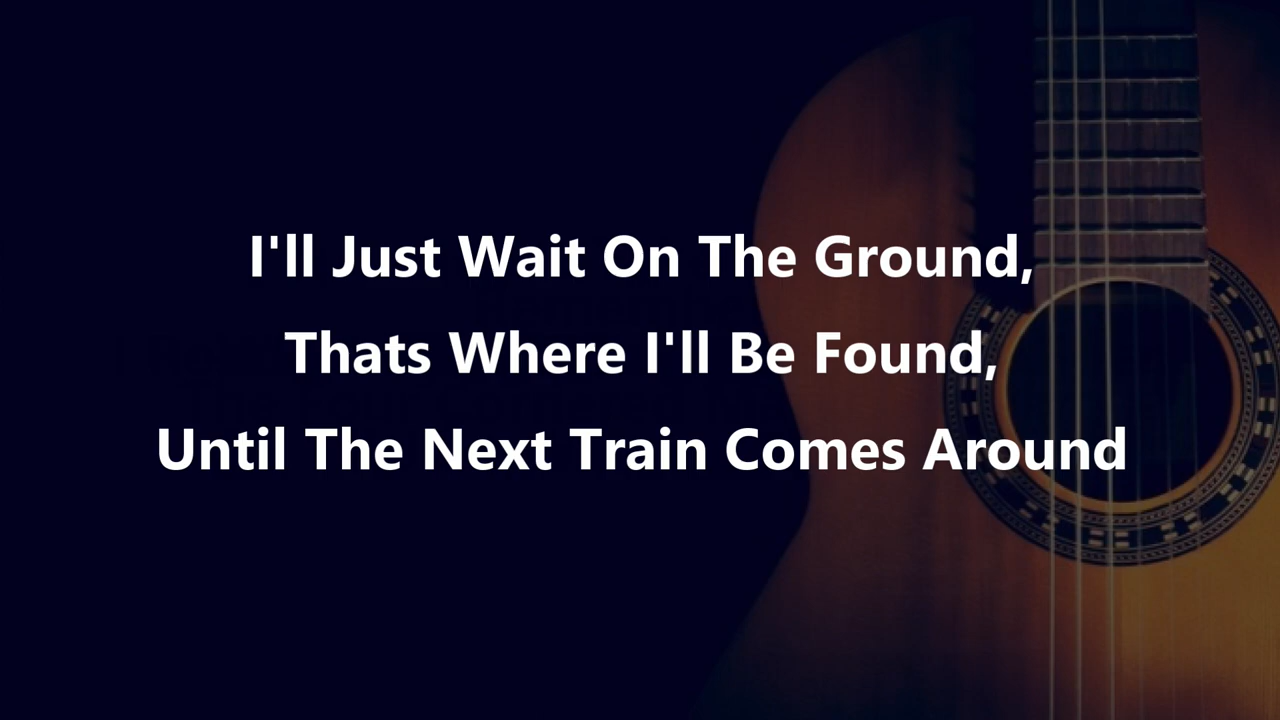 I'll Just Wait On The Ground,
Thats Where I'll Be Found,
Until The Next Train Comes Around